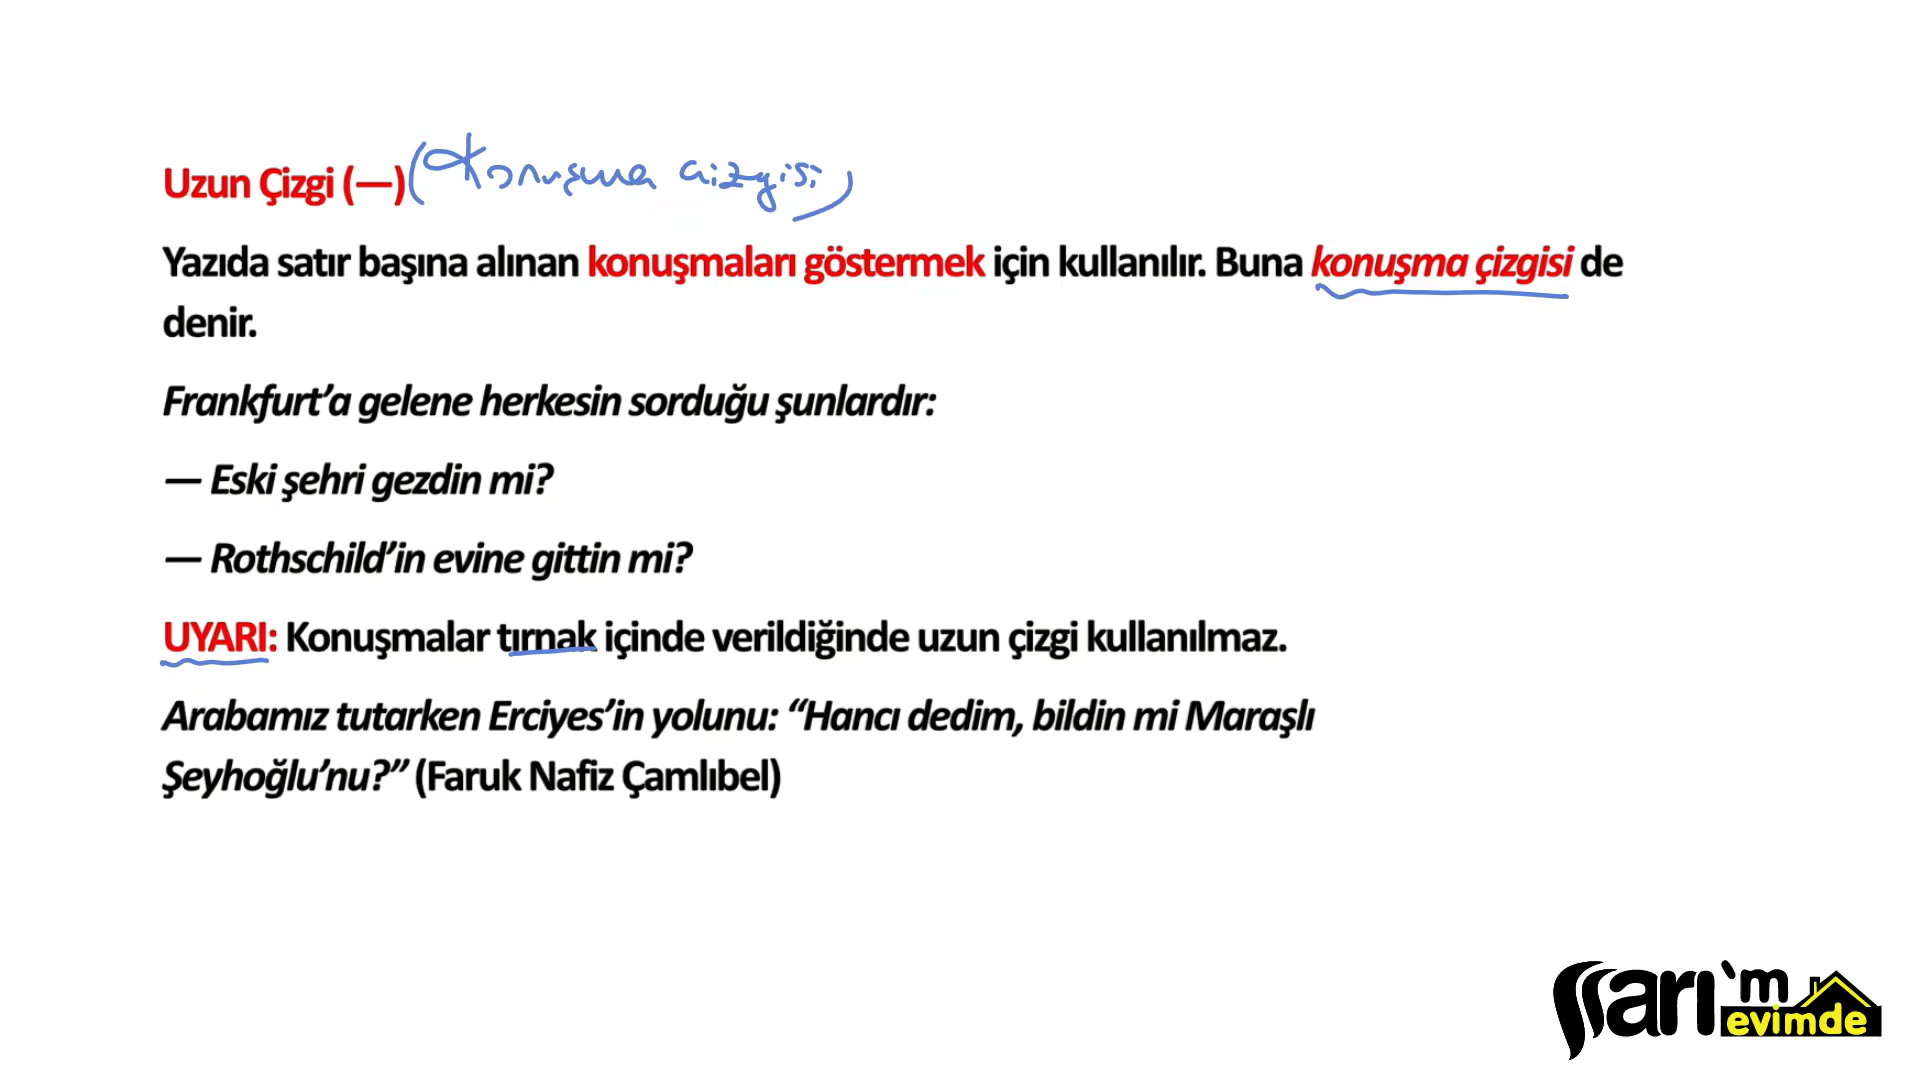 Uzun Çizgi (—) (Konuşma çizgisi)
Yazıda satır başına alınan konuşmaları göstermek için kullanılır. Buna konuşma çizgisi de
denir.
Frankfurt’a gelene herkesin sorduğu şunlardır:
— Eski şehri gezdin mi?
— Rothschild’in evine gittin mi?
UYARI: Konuşmalar tırnak içinde verildiğinde uzun çizgi kullanılmaz.
Arabamız tutarken Erciyes’in yolunu: “Hancı dedim, bildin mi Maraşlı
Şeyhoğlu’nu?” (Faruk Nafiz Çamlıbel)
sarı'm
evimde